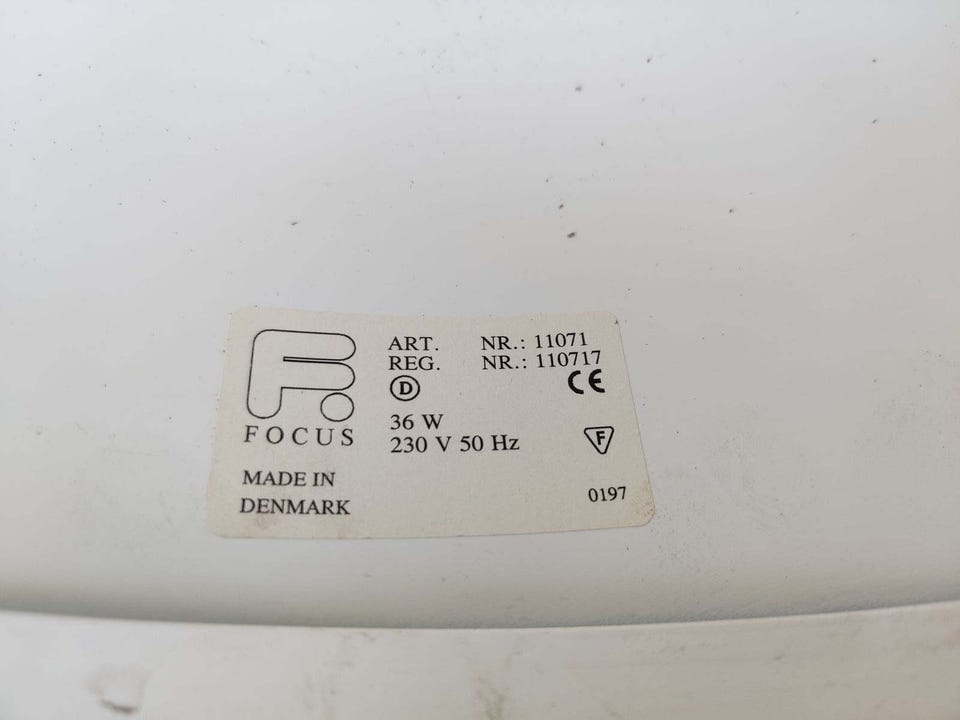 F.
FOCUS
ART. NR.: 11071
REG. NR.: 110717
D CE
36 W
230 V 50 Hz
F
MADE IN
DENMARK
0197